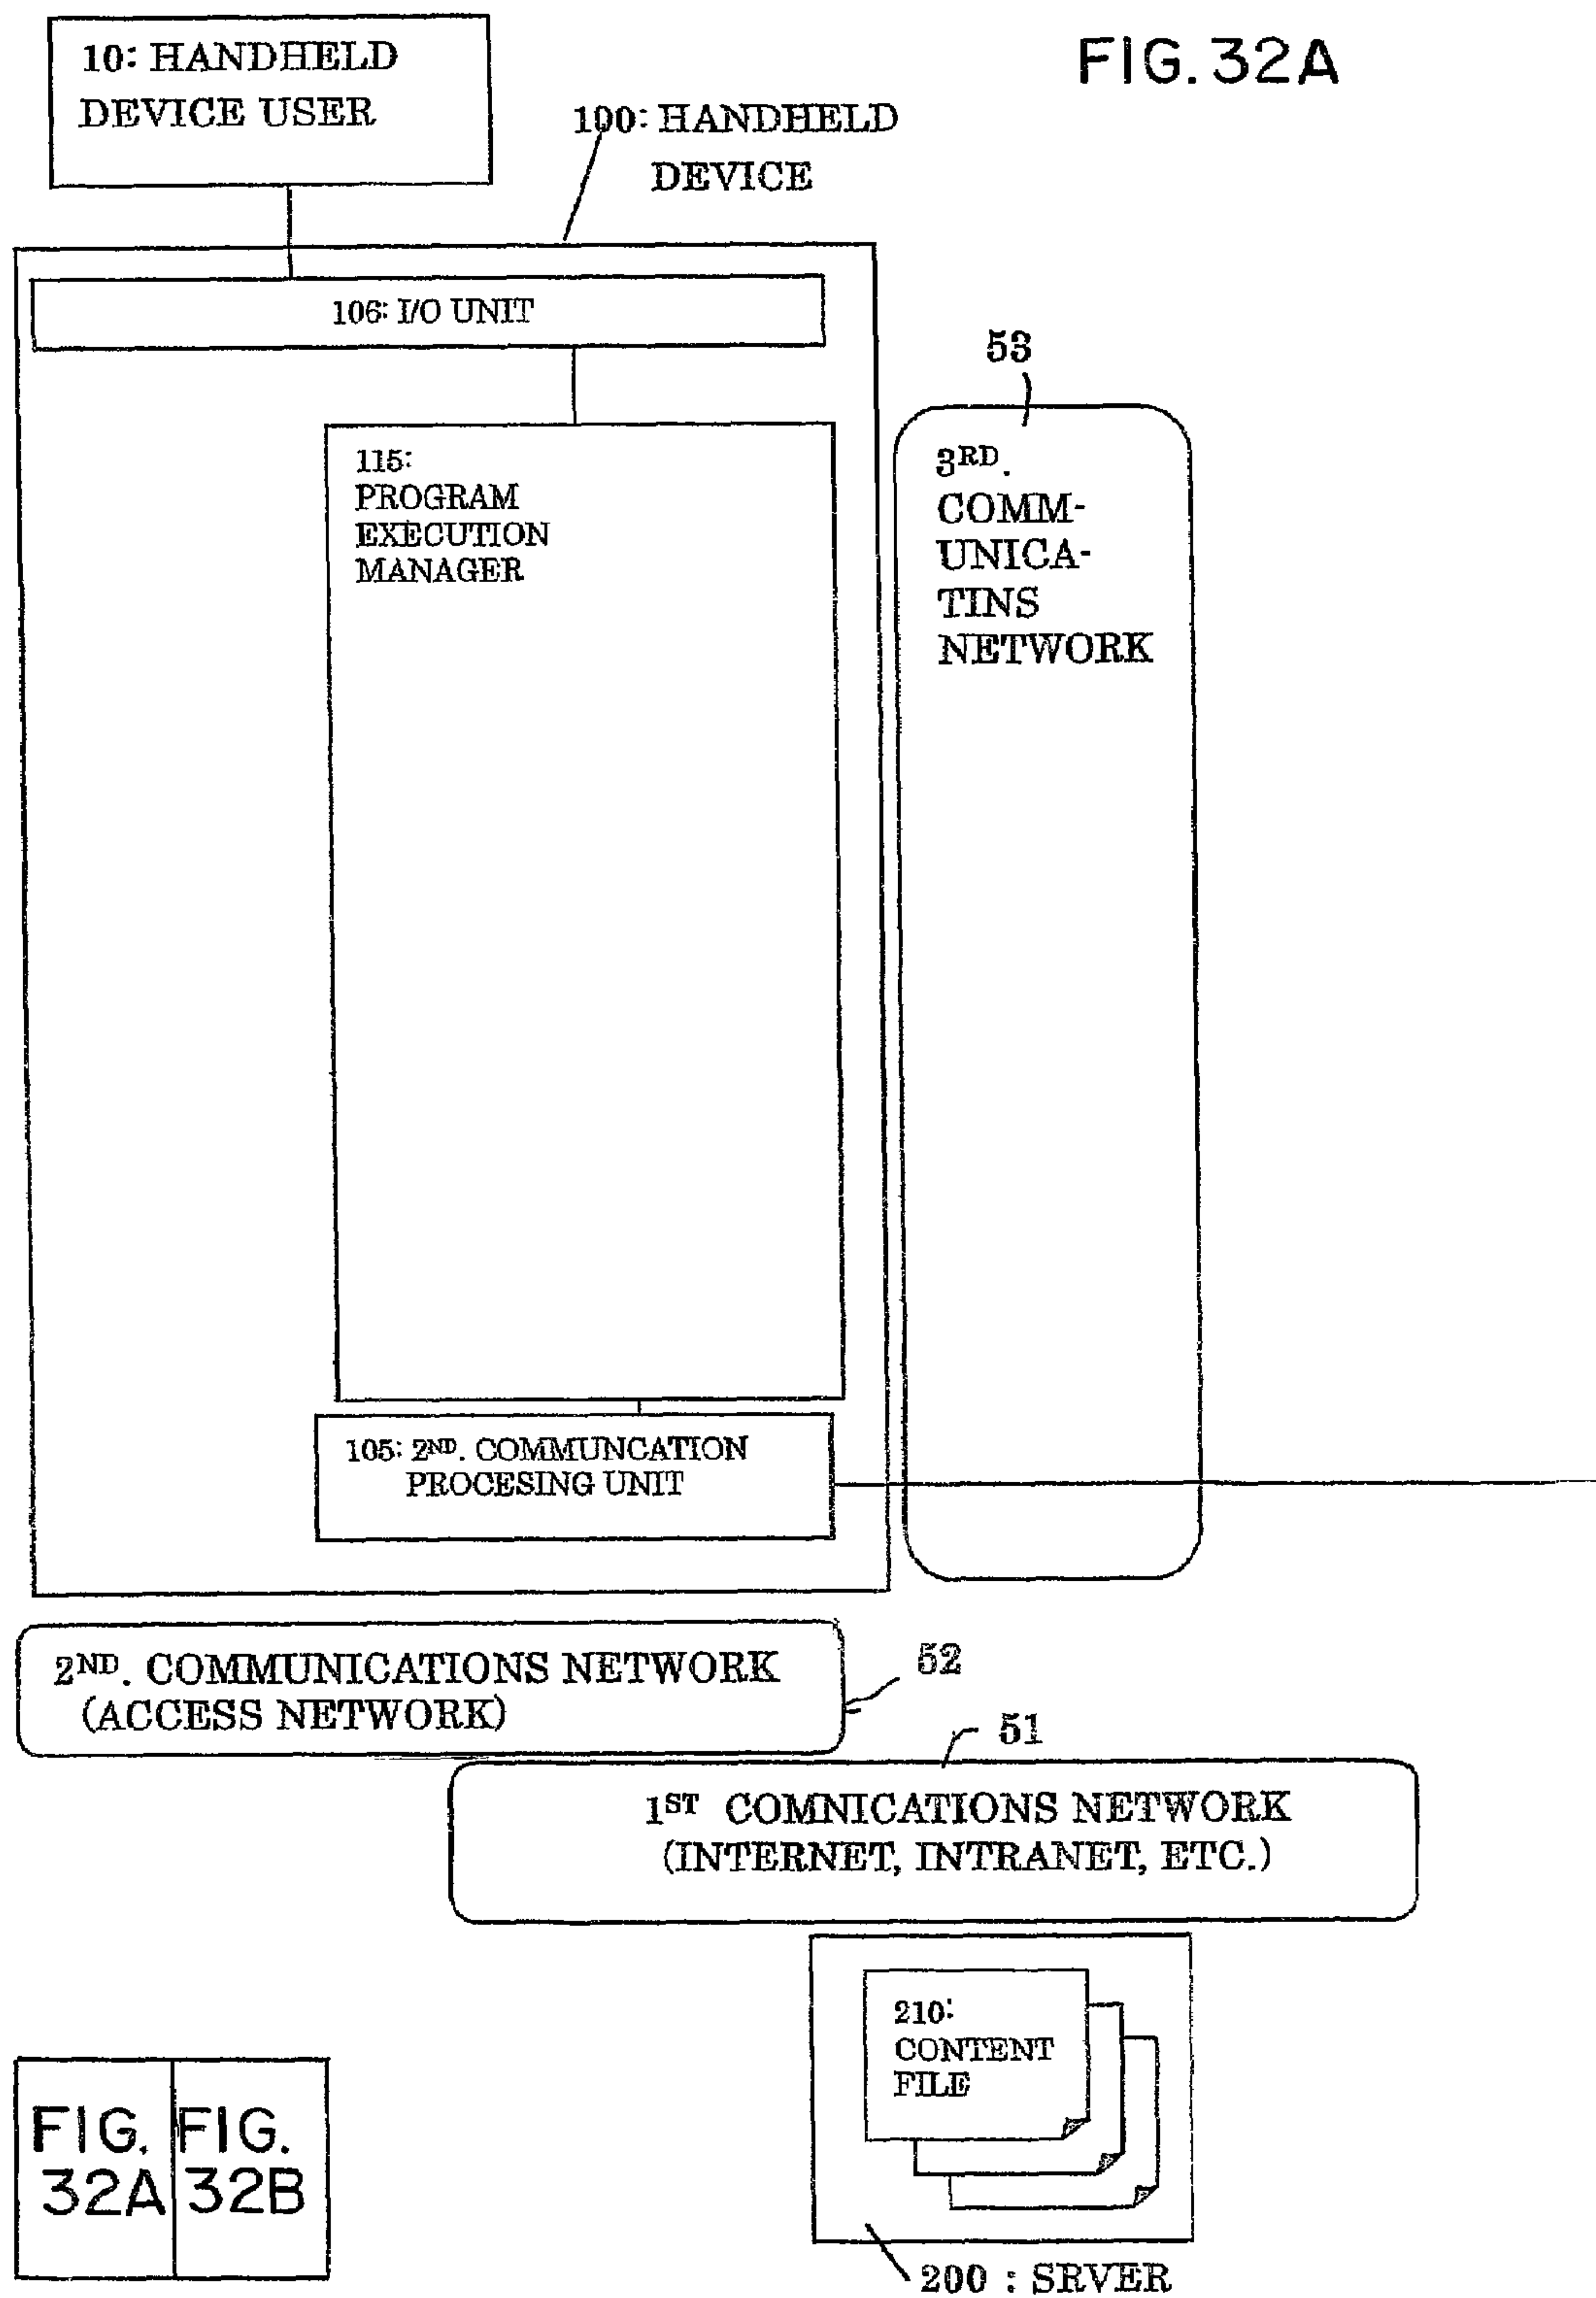 FIG. 32A
10: HANDHELD
DEVICE USER
100: HANDHELD
DEVICE
106: I/O UNIT
53
115:
PROGRAM
EXECUTION
MANAGER
3RD.
COMM-
UNICA-
TINS
NETWORK
105: 2ND. COMMUNCATION
PROCESING UNIT
2ND. COMMUNICATIONS NETWORK
(ACCESS NETWORK)
52
51
1ST COMNICATIONS NETWORK
(INTERNET, INTRANET, ETC.)
210:
CONTENT
FILE
200 : SRVER
FIG. 32A
FIG. 32B